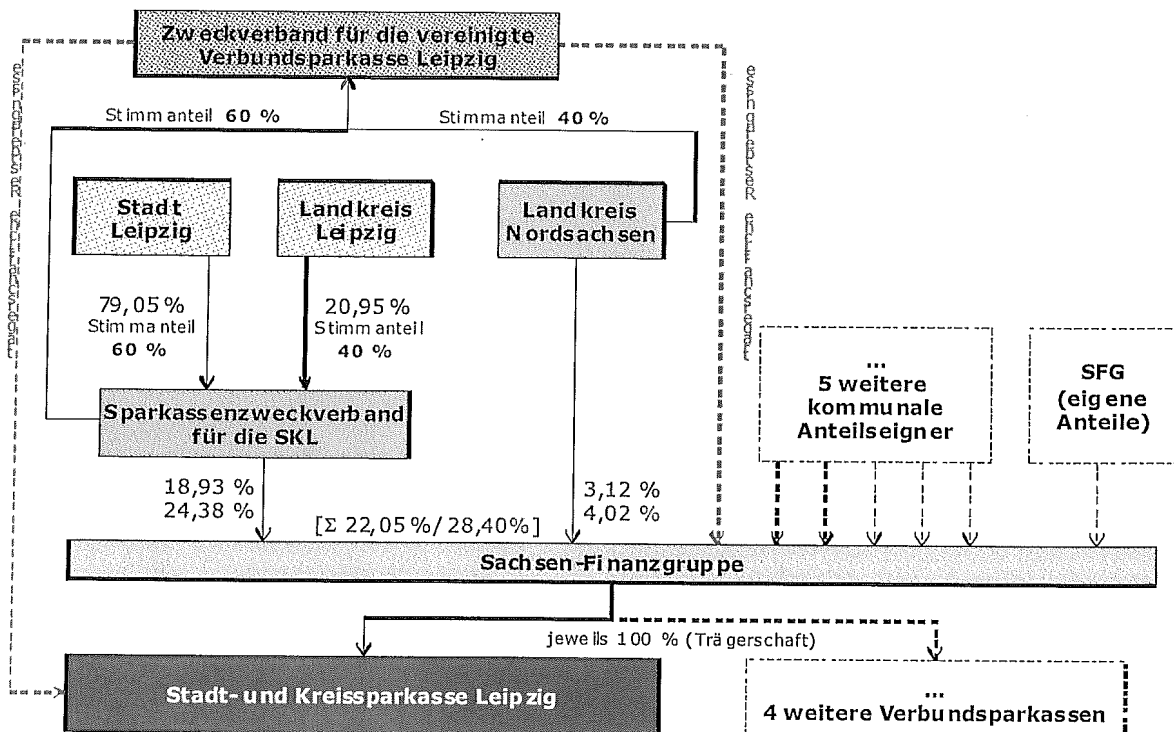 Zweckverband für die vereinigte
Verbundsparkasse Leipzig
Stimmanteil 60 %
Stimmanteil 40 %
Stadt
Leipzig
Landkreis
Leipzig
Landkreis
Nordsachsen
79,05 %
Stimmanteil
60 %
20,95 %
Stimmanteil
40 %
...
5 weitere
kommunale
Anteilseigner
SFG
(eigene
Anteile)
Sparkassenzweckverband
für die SKL
18,93 %
24,38 %
[Σ 22,05%/28,40%]
3,12 %
4,02 %
Sachsen-Finanzgruppe
jeweils 100 % (Trägerschaft)
Stadt- und Kreissparkasse Leipzig
...
4 weitere Verbundsparkassen